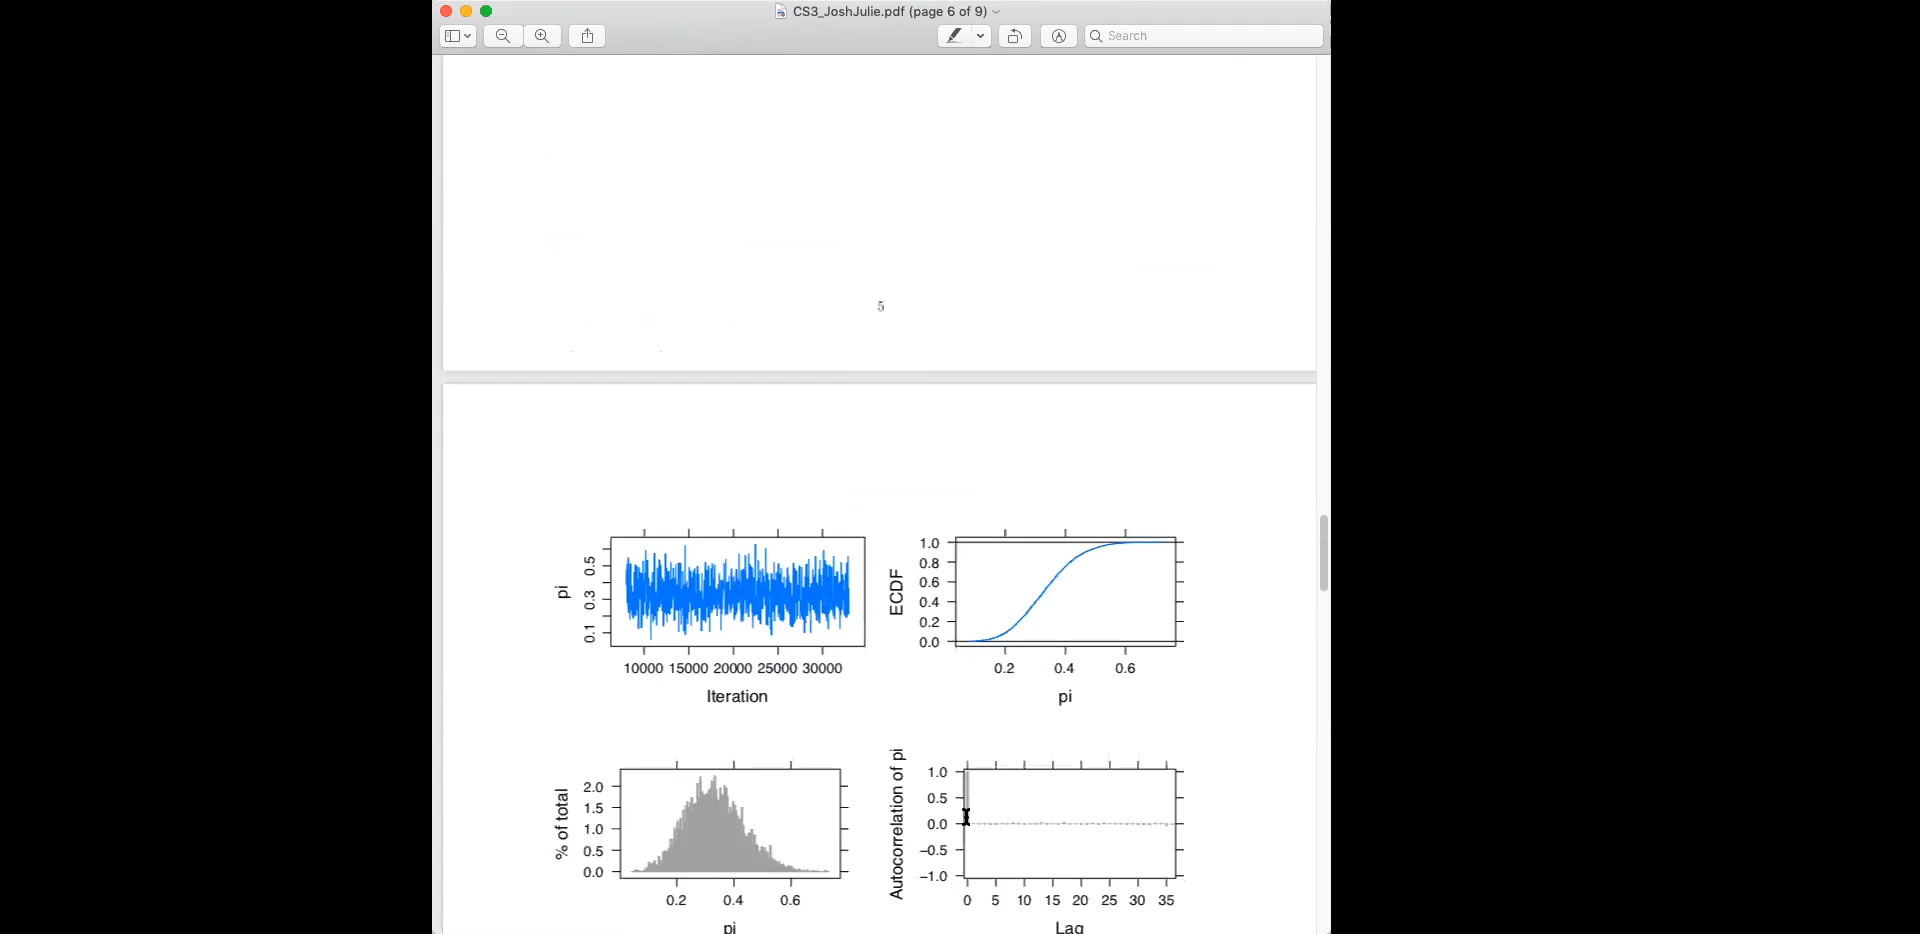 CS3_JoshJulie.pdf (page 6 of 9)
Search
5
pi
0.5
0.3
0.1
10000 15000 20000 25000 30000
Iteration
ECDF
1.0
0.8
0.6
0.4
0.2
0.0
0.2 0.4 0.6
pi
% of total
2.0
1.5
1.0
0.5
0.0
0.2 0.4 0.6
pi
Autocorrelation of pi
1.0
0.5
0.0
−0.5
−1.0
0 5 10 15 20 25 30 35
Lag